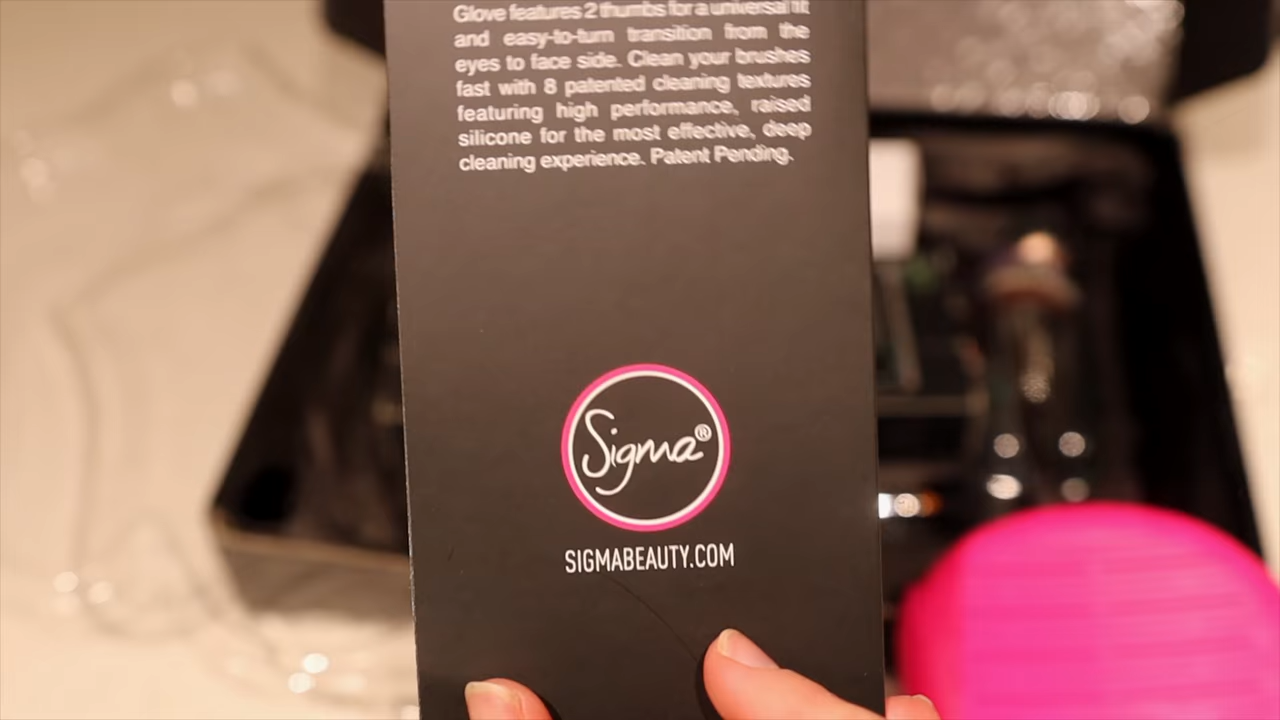 Glove features 2 thumbs for a universal fit
and easy-to-turn transition from the
eyes to face side. Clean your brushes
fast with 8 patented cleaning textures
featuring high performance, raised
silicone for the most effective, deep
cleaning experience. Patent Pending.
Sigma®
SIGMABEAUTY.COM